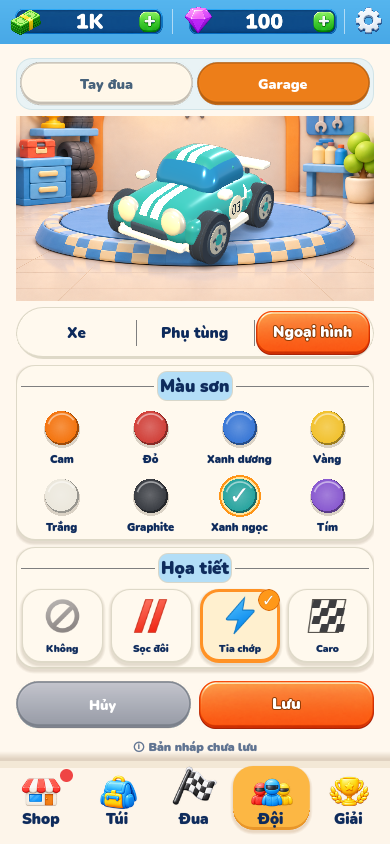 1K
100
Tay đua
Garage
03
Xe
Phụ tùng
Ngoại hình
Màu sơn
Cam
Đỏ
Xanh dương
Vàng
Trắng
Graphite
Xanh ngọc
Tím
Họa tiết
Không
Sọc đôi
Tia chớp
Caro
Hủy
Lưu
Bản nháp chưa lưu
Shop
Túi
Đua
Đội
Giải